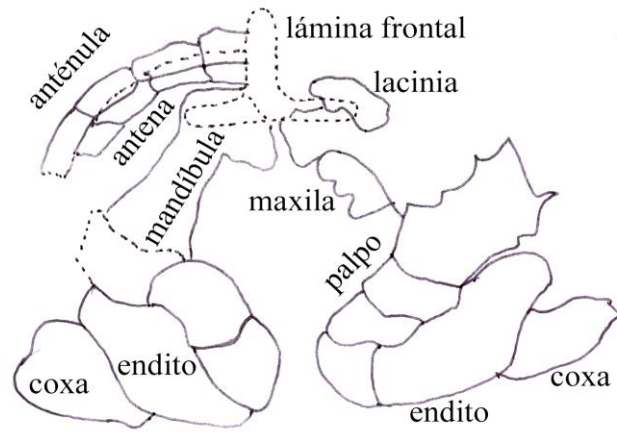 lámina frontal
anténula
lacinia
antena
mandíbula
maxila
palpo
coxa
endito
endito
coxa